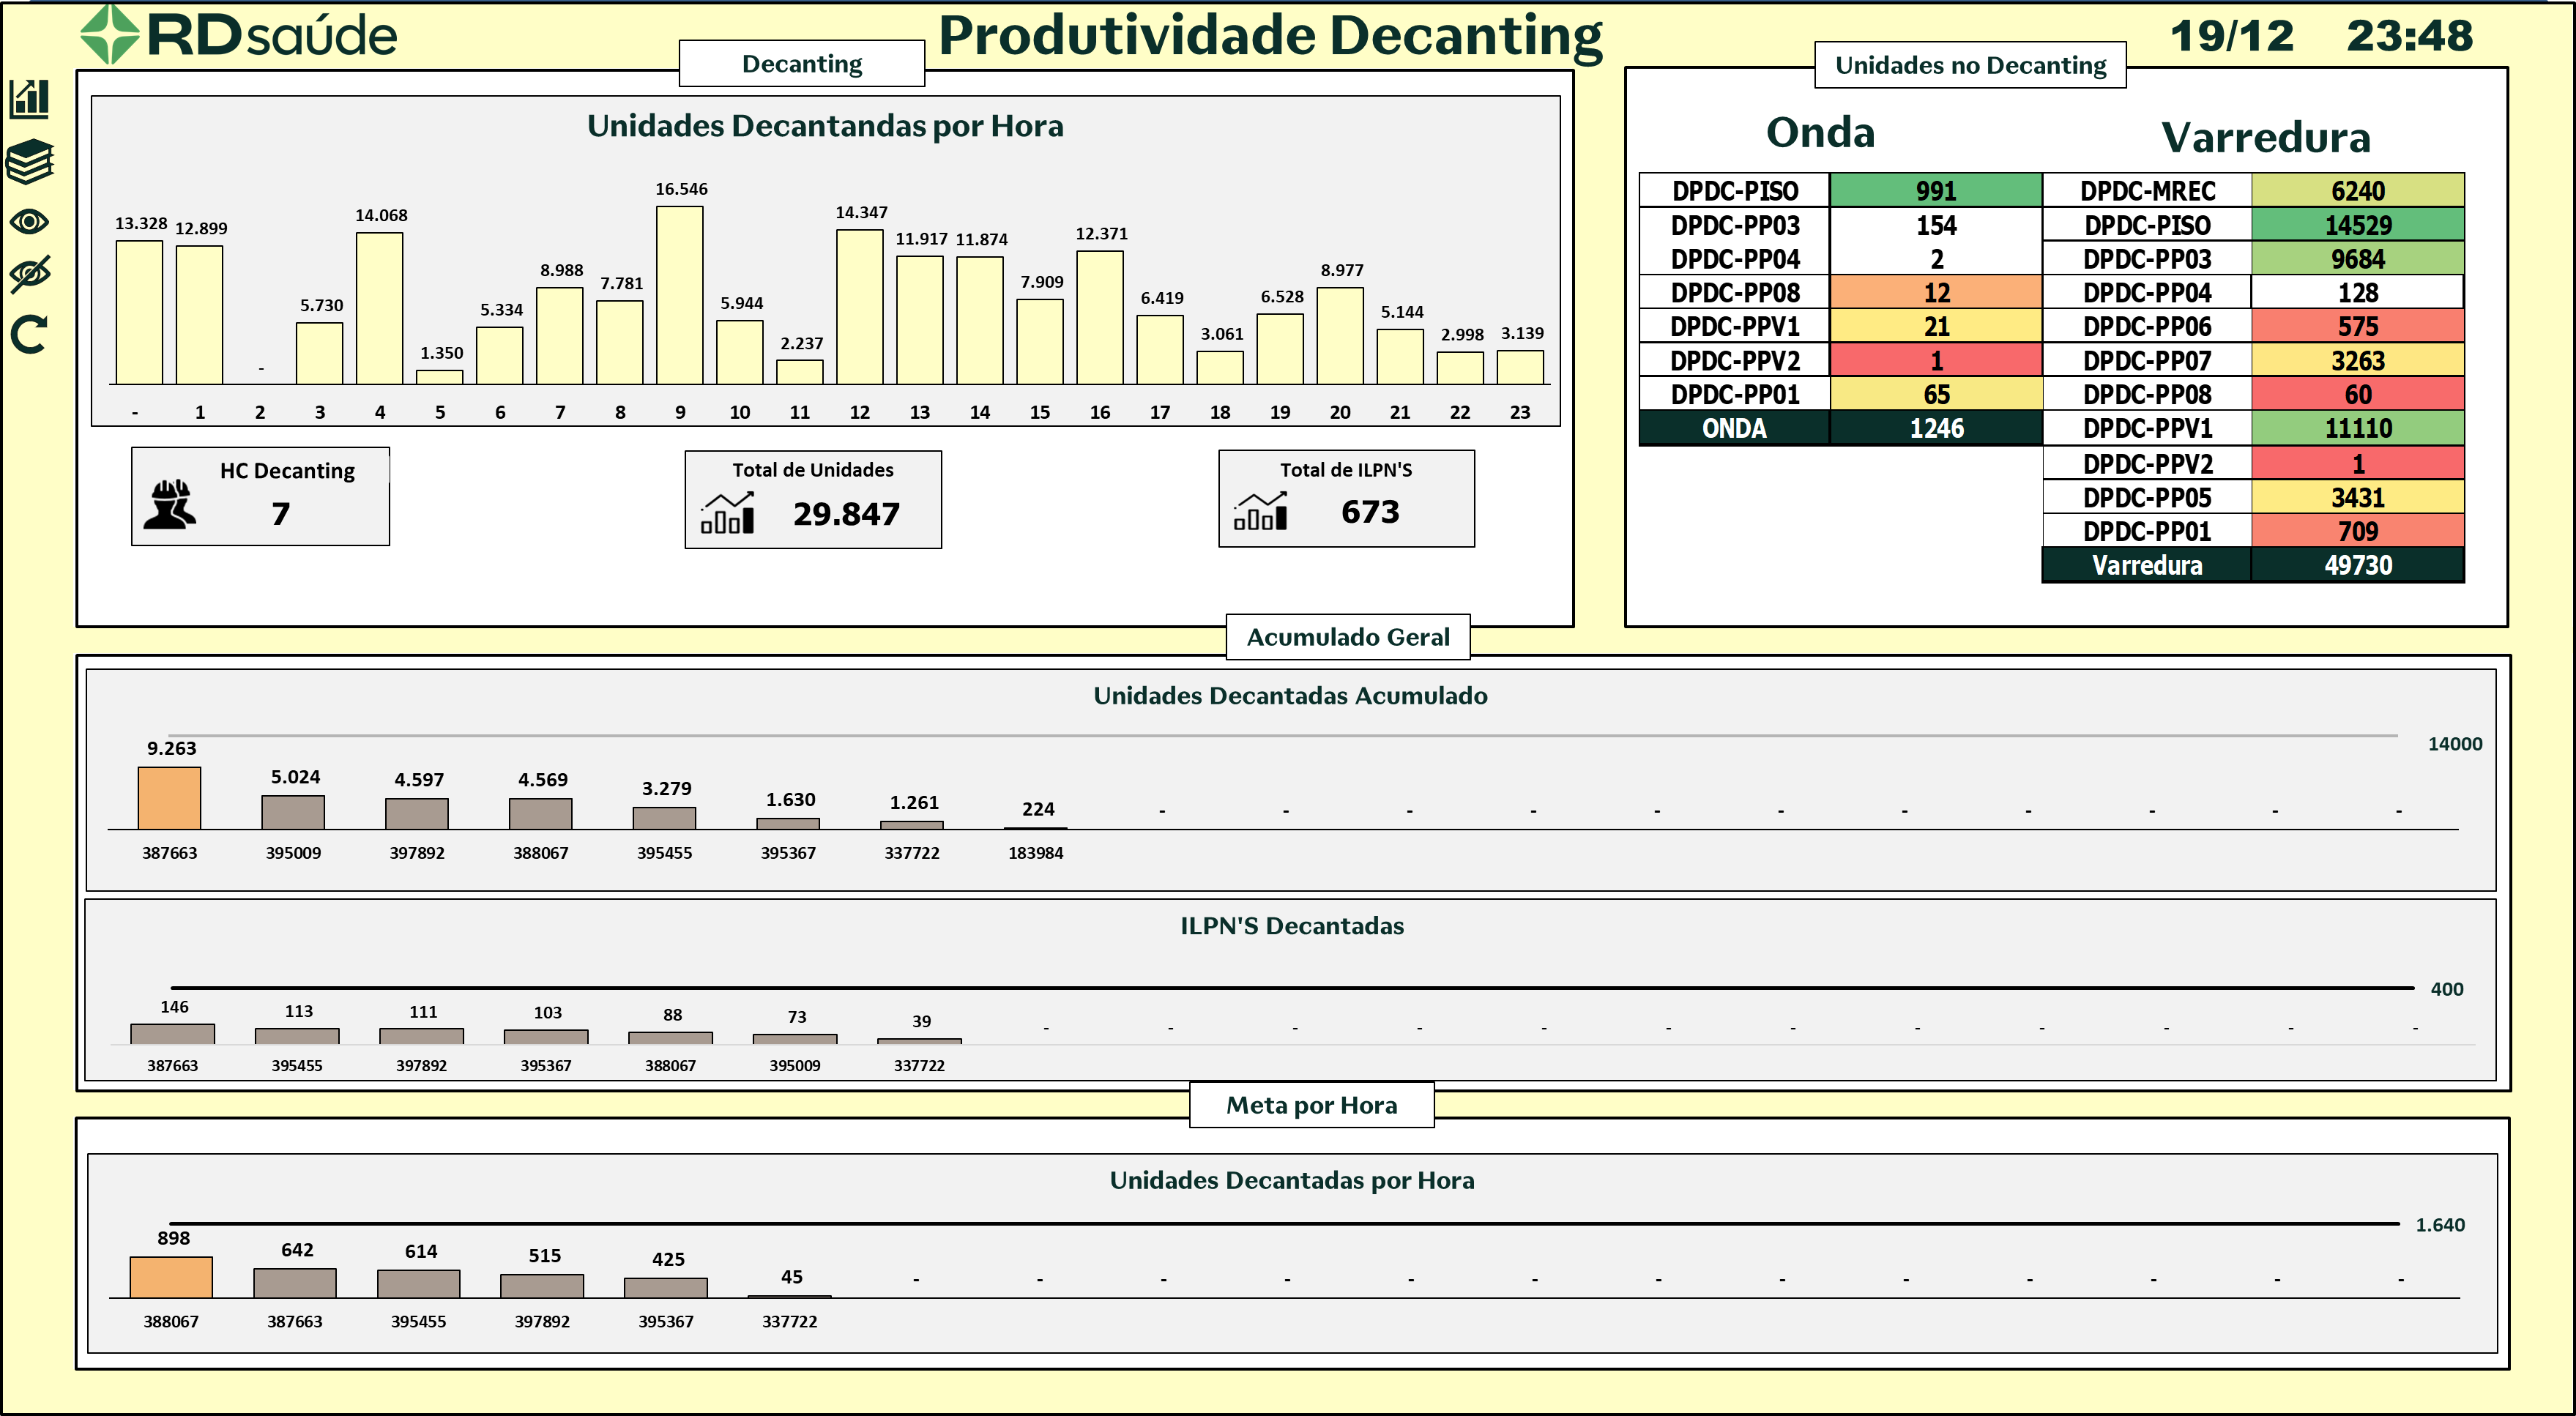 RDsaúde
Produtividade Decanting
19/12 23:48
Decanting
Unidades Decantandas por Hora
13.328 12.899 - 5.730 14.068 1.350 5.334 8.988 7.781 16.546 5.944 2.237 14.347 11.917 11.874 7.909 12.371 6.419 3.061 6.528 8.977 5.144 2.998 3.139
- 1 2 3 4 5 6 7 8 9 10 11 12 13 14 15 16 17 18 19 20 21 22 23
HC Decanting
7
Total de Unidades
29.847
Total de ILPN'S
673
Unidades no Decanting
Onda
DPDC-PISO 991
DPDC-PP03 154
DPDC-PP04 2
DPDC-PP08 12
DPDC-PPV1 21
DPDC-PPV2 1
DPDC-PP01 65
ONDA 1246
Varredura
DPDC-MREC 6240
DPDC-PISO 14529
DPDC-PP03 9684
DPDC-PP04 128
DPDC-PP06 575
DPDC-PP07 3263
DPDC-PP08 60
DPDC-PPV1 11110
DPDC-PPV2 1
DPDC-PP05 3431
DPDC-PP01 709
Varredura 49730
Acumulado Geral
Unidades Decantadas Acumulado
14000
9.263 5.024 4.597 4.569 3.279 1.630 1.261 224 - - - - - - - - - - -
387663 395009 397892 388067 395455 395367 337722 183984
ILPN'S Decantadas
400
146 113 111 103 88 73 39 - - - - - - - - - - - -
387663 395455 397892 395367 388067 395009 337722
Meta por Hora
Unidades Decantadas por Hora
1.640
898 642 614 515 425 45 - - - - - - - - - - - - -
388067 387663 395455 397892 395367 337722